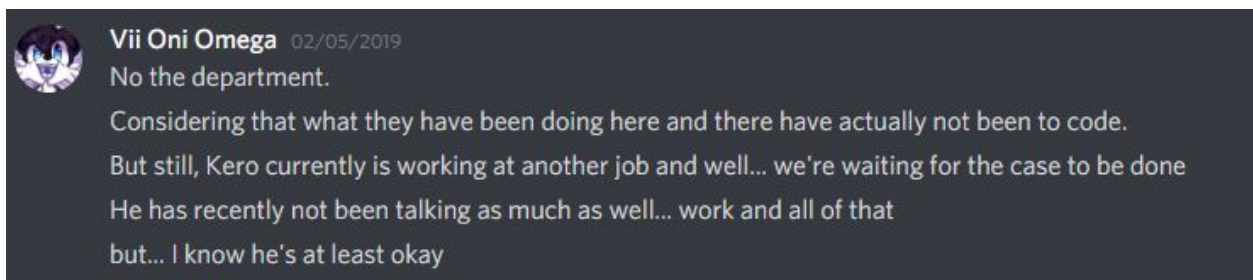 Vii Oni Omega 02/05/2019
No the department.
Considering that what they have been doing here and there have actually not been to code.
But still, Kero currently is working at another job and well... we're waiting for the case to be done
He has recently not been talking as much as well... work and all of that
but... I know he's at least okay